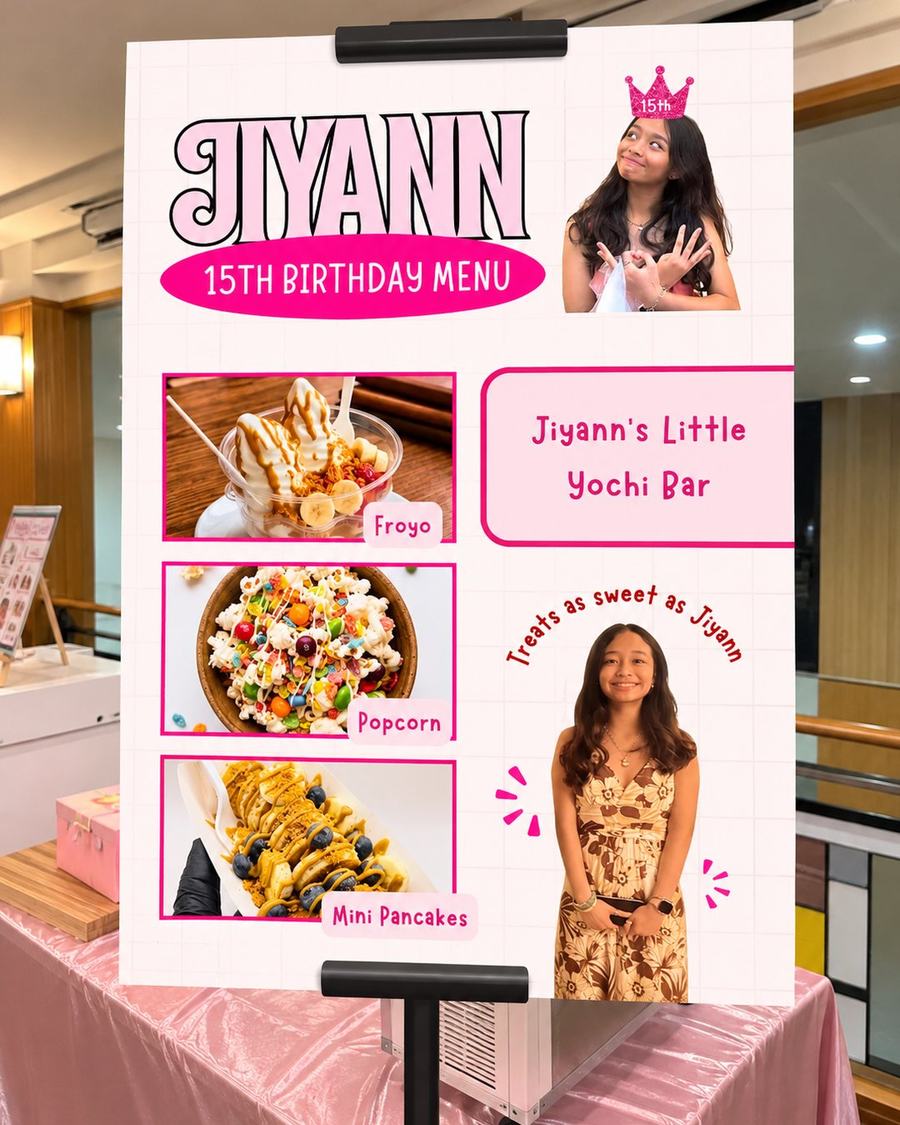 15th
JIYANN
15TH BIRTHDAY MENU
Jiyann's Little
Yochi Bar
Froyo
Treats as sweet as Jiyann
Popcorn
Mini Pancakes